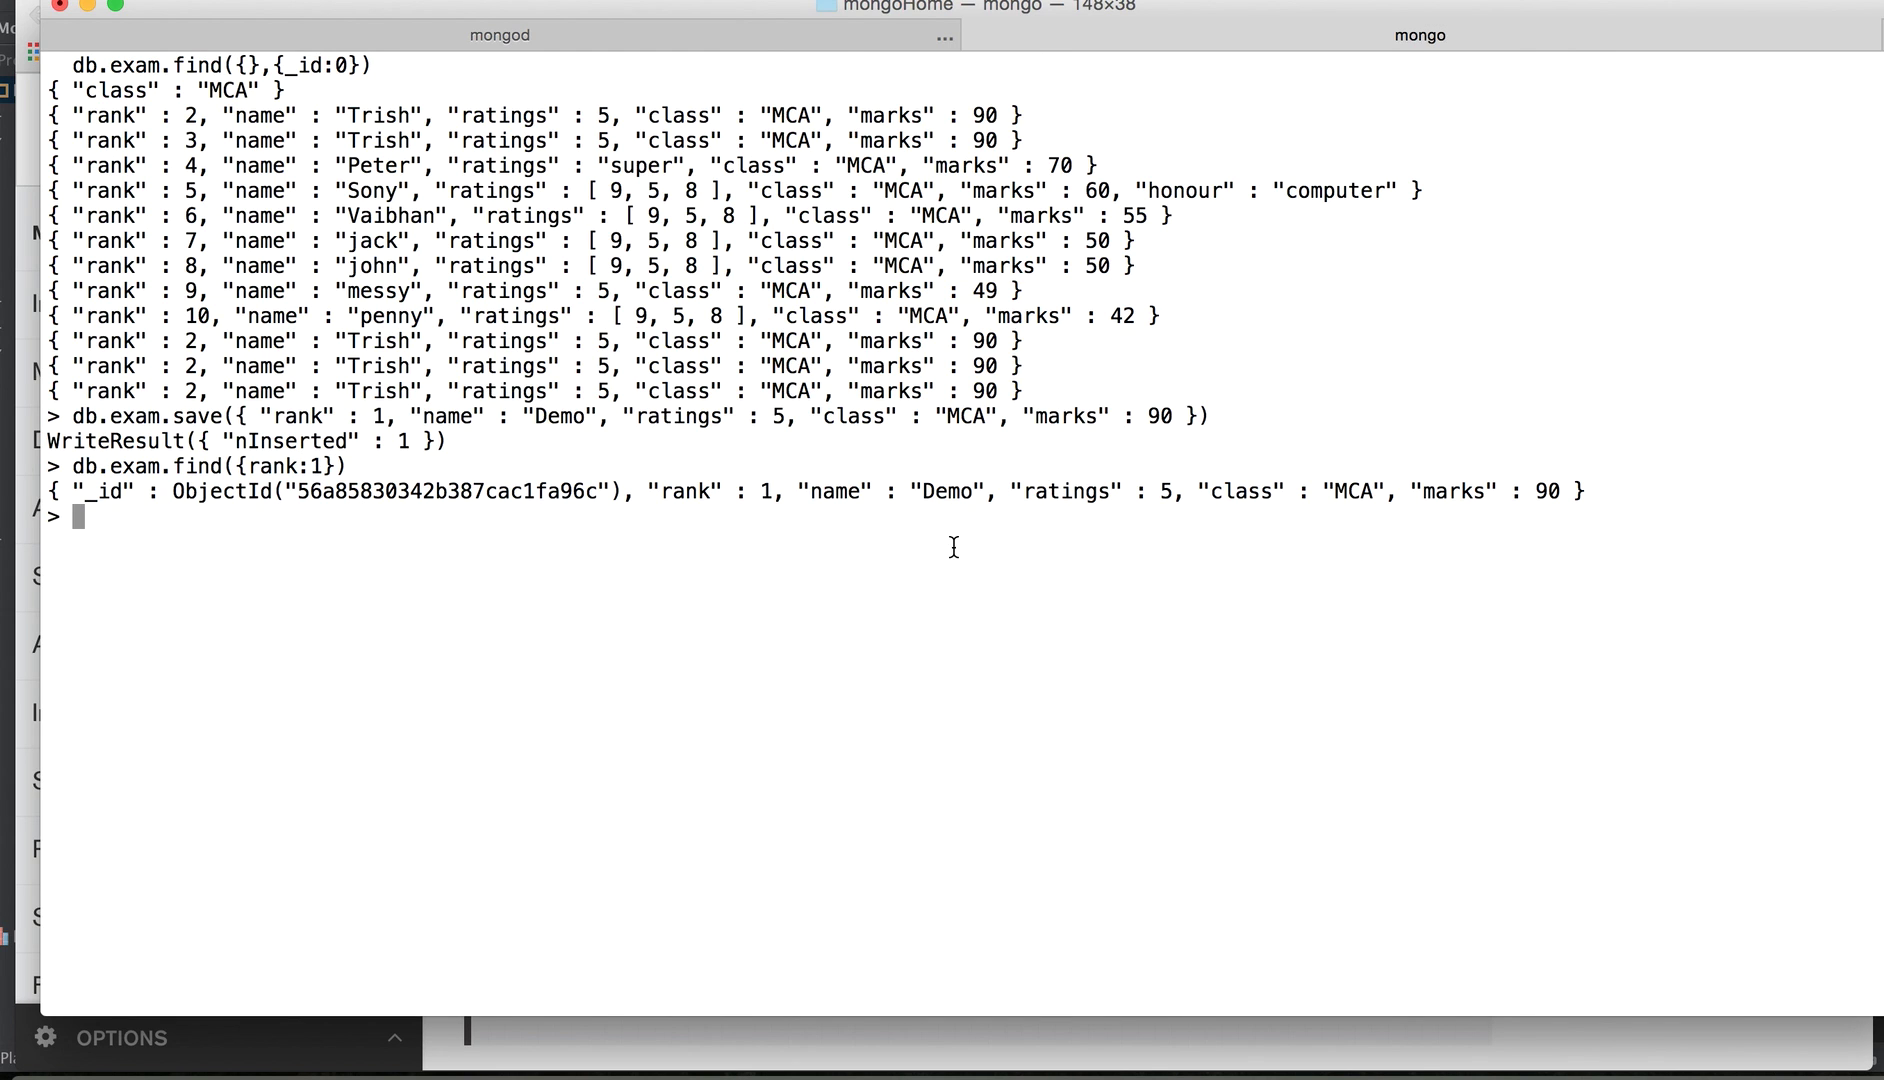 mongoHome — mongo — 148×38
mongod
...
mongo
db.exam.find({},{_id:0})
{ "class" : "MCA" }
{ "rank" : 2, "name" : "Trish", "ratings" : 5, "class" : "MCA", "marks" : 90 }
{ "rank" : 3, "name" : "Trish", "ratings" : 5, "class" : "MCA", "marks" : 90 }
{ "rank" : 4, "name" : "Peter", "ratings" : "super", "class" : "MCA", "marks" : 70 }
{ "rank" : 5, "name" : "Sony", "ratings" : [ 9, 5, 8 ], "class" : "MCA", "marks" : 60, "honour" : "computer" }
{ "rank" : 6, "name" : "Vaibhan", "ratings" : [ 9, 5, 8 ], "class" : "MCA", "marks" : 55 }
{ "rank" : 7, "name" : "jack", "ratings" : [ 9, 5, 8 ], "class" : "MCA", "marks" : 50 }
{ "rank" : 8, "name" : "john", "ratings" : [ 9, 5, 8 ], "class" : "MCA", "marks" : 50 }
{ "rank" : 9, "name" : "messy", "ratings" : 5, "class" : "MCA", "marks" : 49 }
{ "rank" : 10, "name" : "penny", "ratings" : [ 9, 5, 8 ], "class" : "MCA", "marks" : 42 }
{ "rank" : 2, "name" : "Trish", "ratings" : 5, "class" : "MCA", "marks" : 90 }
{ "rank" : 2, "name" : "Trish", "ratings" : 5, "class" : "MCA", "marks" : 90 }
{ "rank" : 2, "name" : "Trish", "ratings" : 5, "class" : "MCA", "marks" : 90 }
> db.exam.save({ "rank" : 1, "name" : "Demo", "ratings" : 5, "class" : "MCA", "marks" : 90 })
WriteResult({ "nInserted" : 1 })
> db.exam.find({rank:1})
{ "_id" : ObjectId("56a85830342b387cac1fa96c"), "rank" : 1, "name" : "Demo", "ratings" : 5, "class" : "MCA", "marks" : 90 }
>
OPTIONS